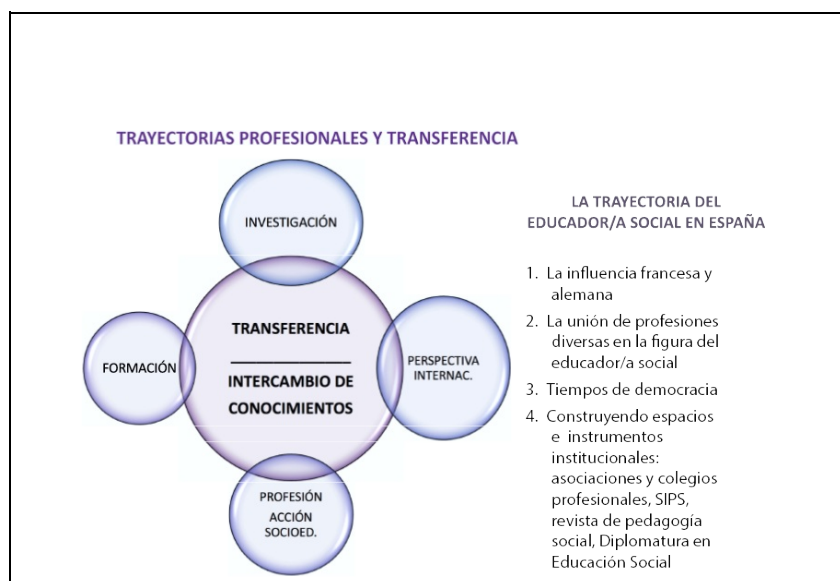 TRAYECTORIAS PROFESIONALES Y TRANSFERENCIA
INVESTIGACIÓN
TRANSFERENCIA
INTERCAMBIO DE
CONOCIMIENTOS
FORMACIÓN
PERSPECTIVA
INTERNAC.
PROFESIÓN
ACCIÓN
SOCIOED.
LA TRAYECTORIA DEL
EDUCADOR/A SOCIAL EN ESPAÑA
1. La influencia francesa y
alemana
2. La unión de profesiones
diversas en la figura del
educador/a social
3. Tiempos de democracia
4. Construyendo espacios
e instrumentos
institucionales:
asociaciones y colegios
profesionales, SIPS,
revista de pedagogía
social, Diplomatura en
Educación Social